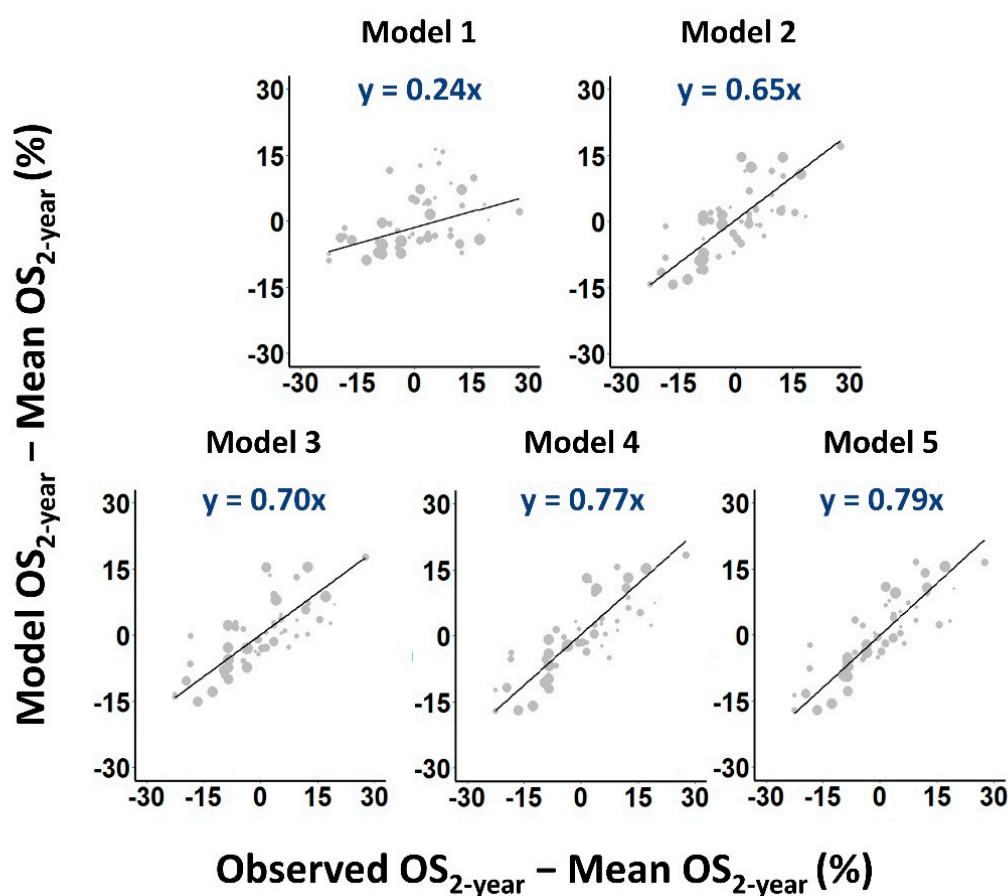 Model 1
y = 0.24x
30
15
0
-15
-30
-30 -15 0 15 30
Model 2
y = 0.65x
30
15
0
-15
-30
-30 -15 0 15 30
Model OS2-year – Mean OS2-year (%)
Model 3
y = 0.70x
30
15
0
-15
-30
-30 -15 0 15 30
Model 4
y = 0.77x
30
15
0
-15
-30
-30 -15 0 15 30
Model 5
y = 0.79x
30
15
0
-15
-30
-30 -15 0 15 30
Observed OS2-year – Mean OS2-year (%)